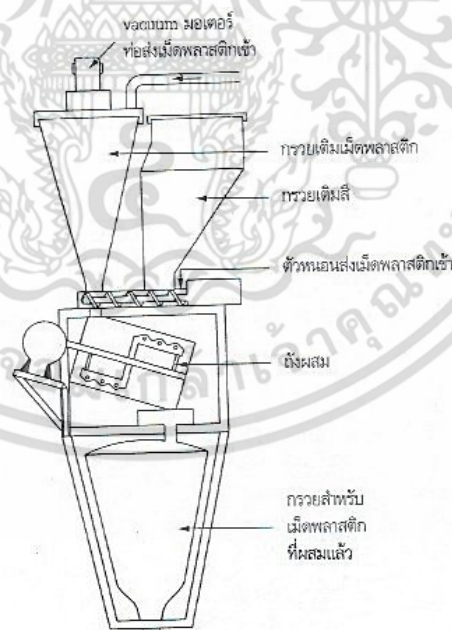 vacuum มอเตอร์
ท่อส่งเม็ดพลาสติกเข้า
กรวยเติมเม็ดพลาสติก
กรวยเติมสี
ตัวหนอนส่งเม็ดพลาสติกเข้า
ถังผสม
กรวยสำหรับ
เม็ดพลาสติก
ที่ผสมแล้ว